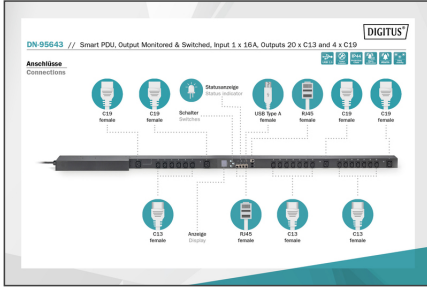 DIGITUS®
DN-95643 // Smart PDU, Output Monitored & Switched, Input 1 x 16A, Outputs 20 x C13 and 4 x C19
Anschlüsse
Connections
Statusanzeige
Status indicator
C19
female
C19
female
Schalter
Switches
USB Type A
female
RJ45
female
C19
female
C19
female
C13
female
Anzeige
Display
RJ45
female
C13
female
C13
female